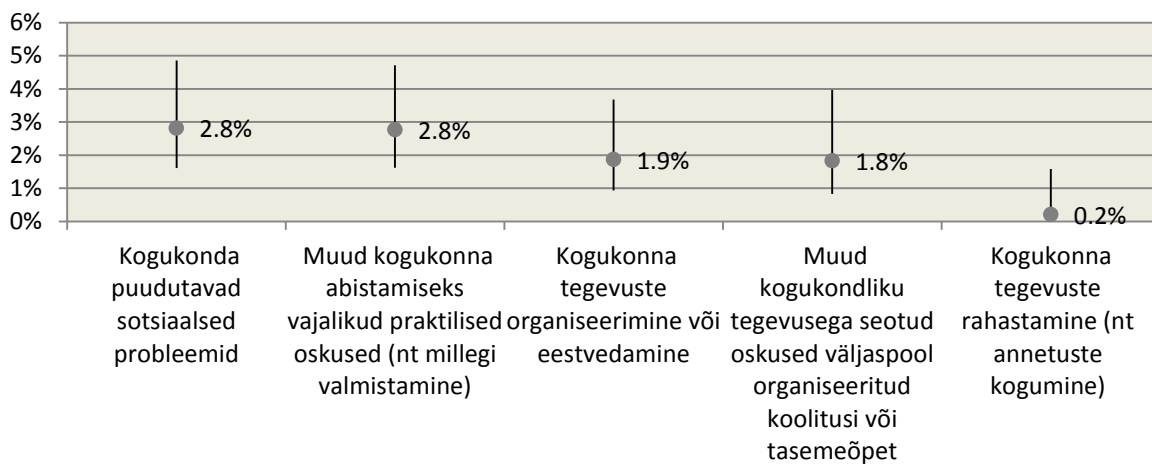 6%
5%
4%
3%
2%
1%
0%
2.8%
2.8%
1.9%
1.8%
0.2%
Kogukonda
puudutavad
sotsiaalsed
probleemid
Muud kogukonna
abistamiseks
vajalikud praktilised
oskused (nt millegi
valmistamine)
Kogukonna
tegevuste
organiseerimine või
eestvedamine
Muud
kogukondliku
tegevusega seotud
oskused väljaspool
organiseeritud
koolitusi või
tasemeõpet
Kogukonna
tegevuste
rahastamine (nt
annetuste
kogumine)